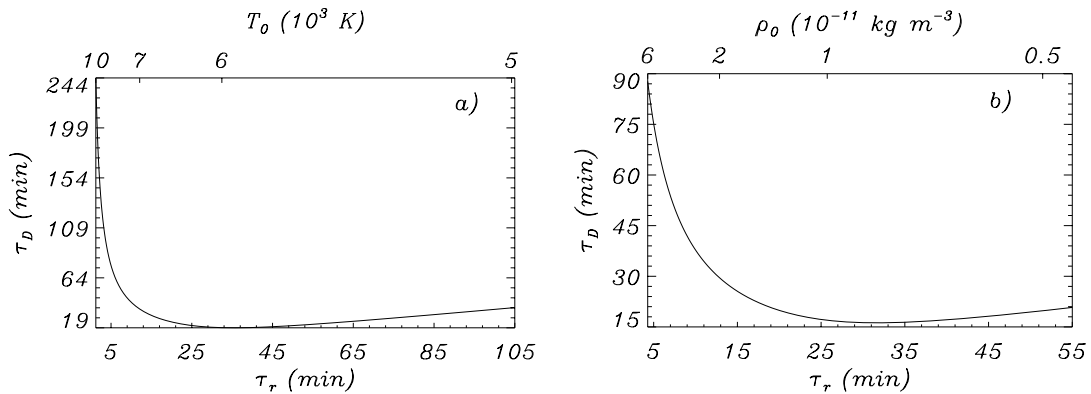 T₀ (10³ K)
10 7 6 5
244
199
154
109
64
19
τ_D (min)
a)
5 25 45 65 85 105
τ_r (min)
ρ₀ (10⁻¹¹ kg m⁻³)
6 2 1 0.5
90
75
60
45
30
15
τ_D (min)
b)
5 15 25 35 45 55
τ_r (min)